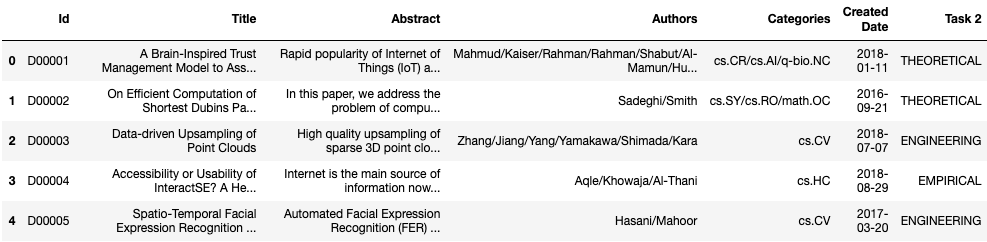 Id Title Abstract Authors Categories Created Date Task 2
0 D00001 A Brain-Inspired Trust Management Model to Ass... Rapid popularity of Internet of Things (IoT) a... Mahmud/Kaiser/Rahman/Rahman/Shabut/Al-Mamun/Hu... cs.CR/cs.AI/q-bio.NC 2018-01-11 THEORETICAL
1 D00002 On Efficient Computation of Shortest Dubins Pa... In this paper, we address the problem of compu... Sadeghi/Smith cs.SY/cs.RO/math.OC 2016-09-21 THEORETICAL
2 D00003 Data-driven Upsampling of Point Clouds High quality upsampling of sparse 3D point clo... Zhang/Jiang/Yang/Yamakawa/Shimada/Kara cs.CV 2018-07-07 ENGINEERING
3 D00004 Accessibility or Usability of InteractSE? A He... Internet is the main source of information now... Aqle/Khowaja/Al-Thani cs.HC 2018-08-29 EMPIRICAL
4 D00005 Spatio-Temporal Facial Expression Recognition ... Automated Facial Expression Recognition (FER) ... Hasani/Mahoor cs.CV 2017-03-20 ENGINEERING